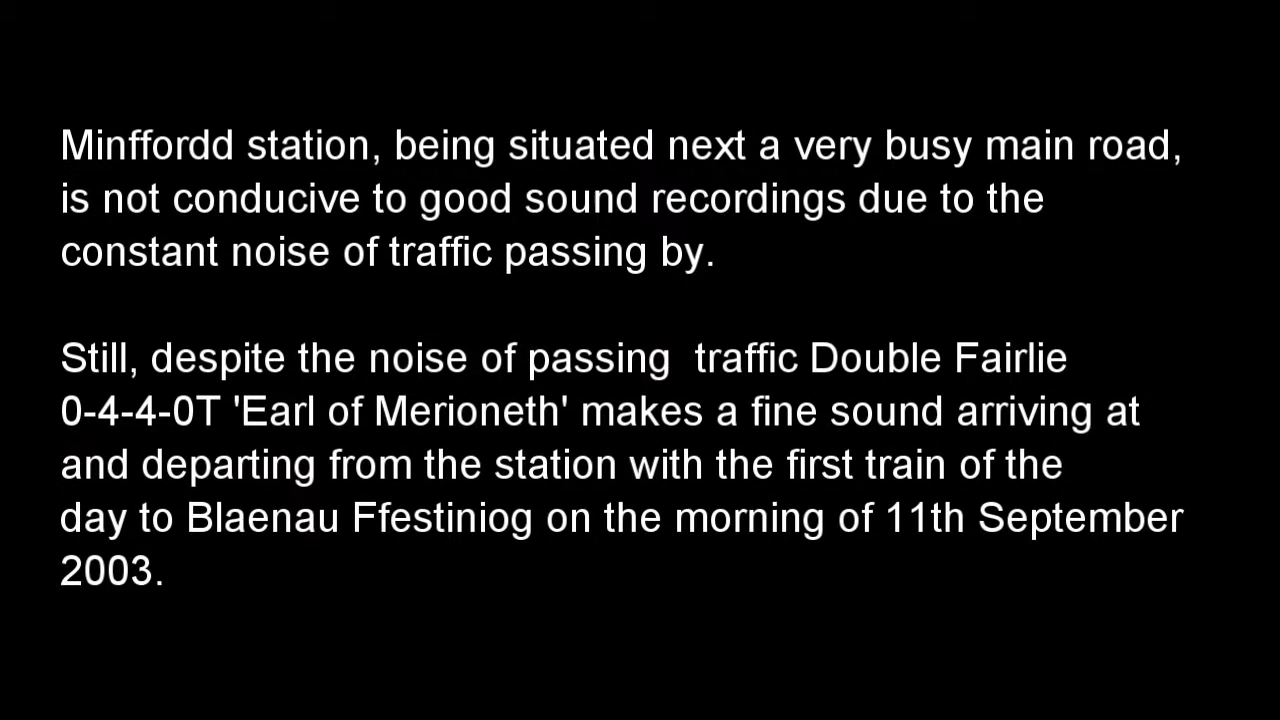 Minffordd station, being situated next a very busy main road,
is not conducive to good sound recordings due to the
constant noise of traffic passing by.
Still, despite the noise of passing  traffic Double Fairlie
0-4-4-0T 'Earl of Merioneth' makes a fine sound arriving at
and departing from the station with the first train of the
day to Blaenau Ffestiniog on the morning of 11th September
2003.